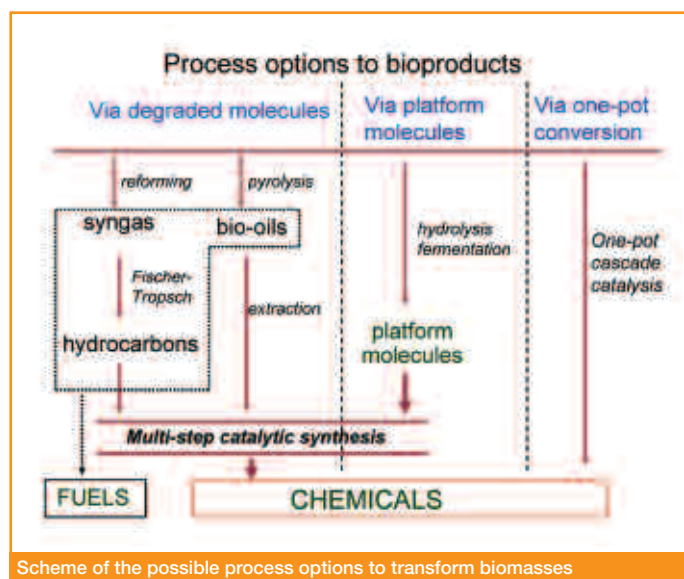 Process options to bioproducts
Via degraded molecules
Via platform
molecules
Via one-pot
conversion
reforming
pyrolysis
syngas
bio-oils
hydrolysis
fermentation
One-pot
cascade
catalysis
Fischer-
Tropsch
extraction
hydrocarbons
platform
molecules
Multi-step catalytic synthesis
FUELS
CHEMICALS
Scheme of the possible process options to transform biomasses